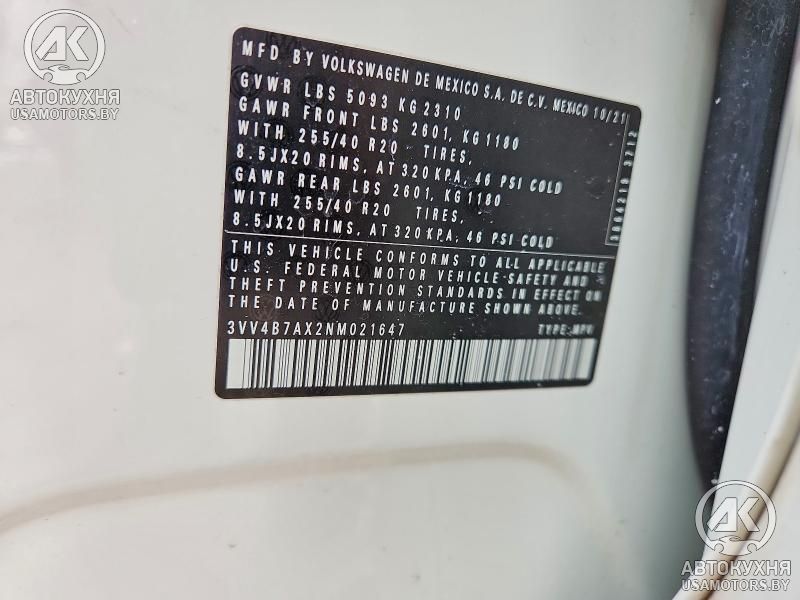 AK
АВТОКУХНЯ
USAMOTORS.BY
MFD BY VOLKSWAGEN DE MEXICO S.A. DE C.V. MEXICO 10/21
GVWR LBS 5093 KG 2310
GAWR FRONT LBS 2601, KG 1180
WITH 255/40 R20 TIRES,
8.5JX20 RIMS, AT 320 KPA, 46 PSI COLD
GAWR REAR LBS 2601, KG 1180
WITH 255/40 R20 TIRES,
8.5JX20 RIMS, AT 320 KPA, 46 PSI COLD
THIS VEHICLE CONFORMS TO ALL APPLICABLE
U.S. FEDERAL MOTOR VEHICLE SAFETY AND
THEFT PREVENTION STANDARDS IN EFFECT ON
THE DATE OF MANUFACTURE SHOWN ABOVE.
3VV4B7AX2NM021647 TYPE: MPV
AK
АВТОКУХНЯ
USAMOTORS.BY